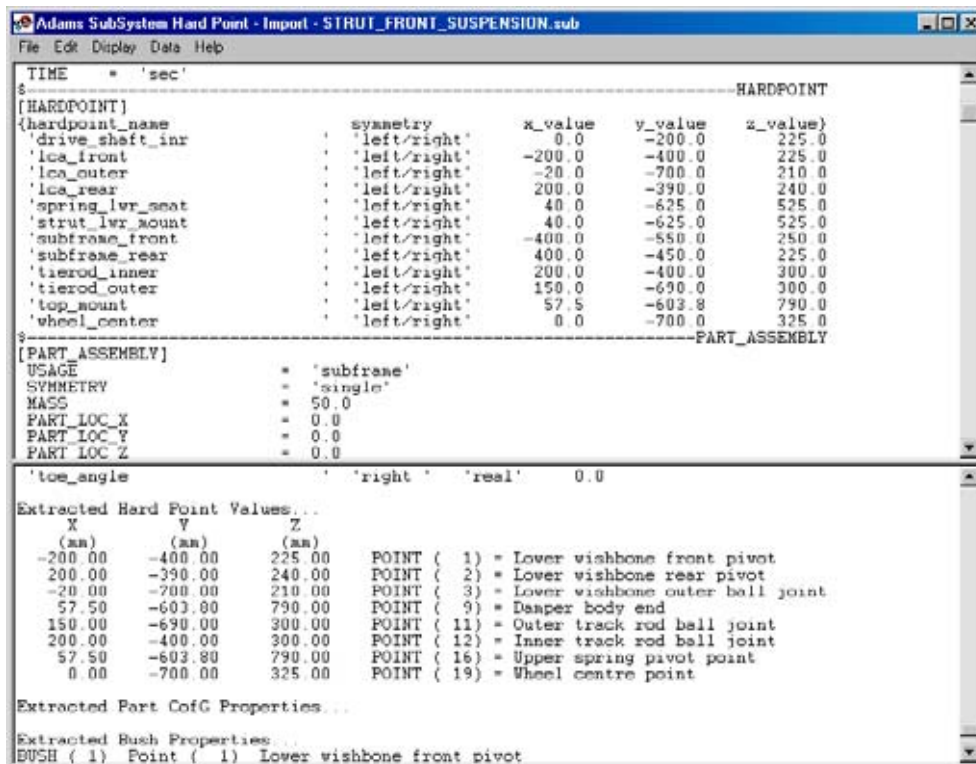 Adams SubSystem Hard Point - Import - STRUT_FRONT_SUSPENSION.sub
File Edit Display Data Help
TIME = 'sec'
$---------------------------------------------------------------------HARDPOINT
[HARDPOINT]
{hardpoint_name symmetry x_value y_value z_value}
'drive_shaft_inr ' 'left/right' 0.0 -200.0 225.0
'lca_front ' 'left/right' -200.0 -400.0 225.0
'lca_outer ' 'left/right' -20.0 -700.0 210.0
'lca_rear ' 'left/right' 200.0 -390.0 240.0
'spring_lwr_seat ' 'left/right' 40.0 -625.0 525.0
'strut_lwr_mount ' 'left/right' 40.0 -625.0 525.0
'subframe_front ' 'left/right' -400.0 -550.0 250.0
'subframe_rear ' 'left/right' 400.0 -450.0 225.0
'tierod_inner ' 'left/right' 200.0 -400.0 300.0
'tierod_outer ' 'left/right' 150.0 -690.0 300.0
'top_mount ' 'left/right' 57.5 -603.8 790.0
'wheel_center ' 'left/right' 0.0 -700.0 325.0
$-----------------------------------------------------------------PART_ASSEMBLY
[PART_ASSEMBLY]
USAGE = 'subframe'
SYMMETRY = 'single'
MASS = 50.0
PART_LOC_X = 0.0
PART_LOC_Y = 0.0
PART_LOC_Z = 0.0
'toe_angle ' 'right ' 'real' 0.0
Extracted Hard Point Values...
X Y Z
(mm) (mm) (mm)
-200.00 -400.00 225.00 POINT ( 1) = Lower wishbone front pivot
200.00 -390.00 240.00 POINT ( 2) = Lower wishbone rear pivot
-20.00 -700.00 210.00 POINT ( 3) = Lower wishbone outer ball joint
57.50 -603.80 790.00 POINT ( 9) = Damper body end
150.00 -690.00 300.00 POINT ( 11) = Outer track rod ball joint
200.00 -400.00 300.00 POINT ( 12) = Inner track rod ball joint
57.50 -603.80 790.00 POINT ( 16) = Upper spring pivot point
0.00 -700.00 325.00 POINT ( 19) = Wheel centre point
Extracted Part CofG Properties...
Extracted Bush Properties...
BUSH ( 1) Point ( 1) Lower wishbone front pivot